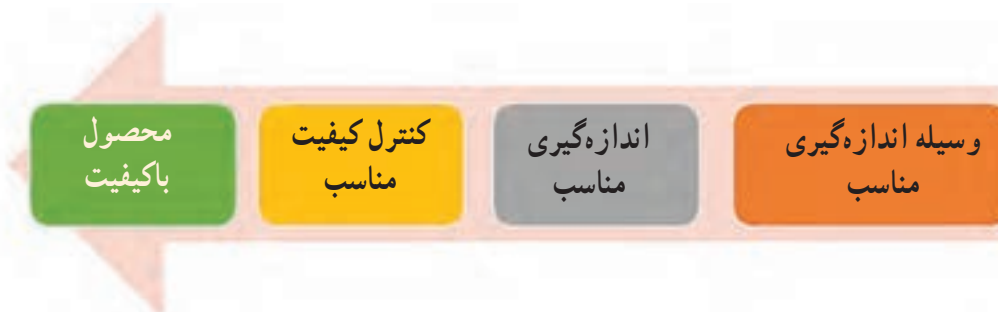 وسیله اندازه‌گیری
مناسب
اندازه‌گیری
مناسب
کنترل کیفیت
مناسب
محصول
باکیفیت